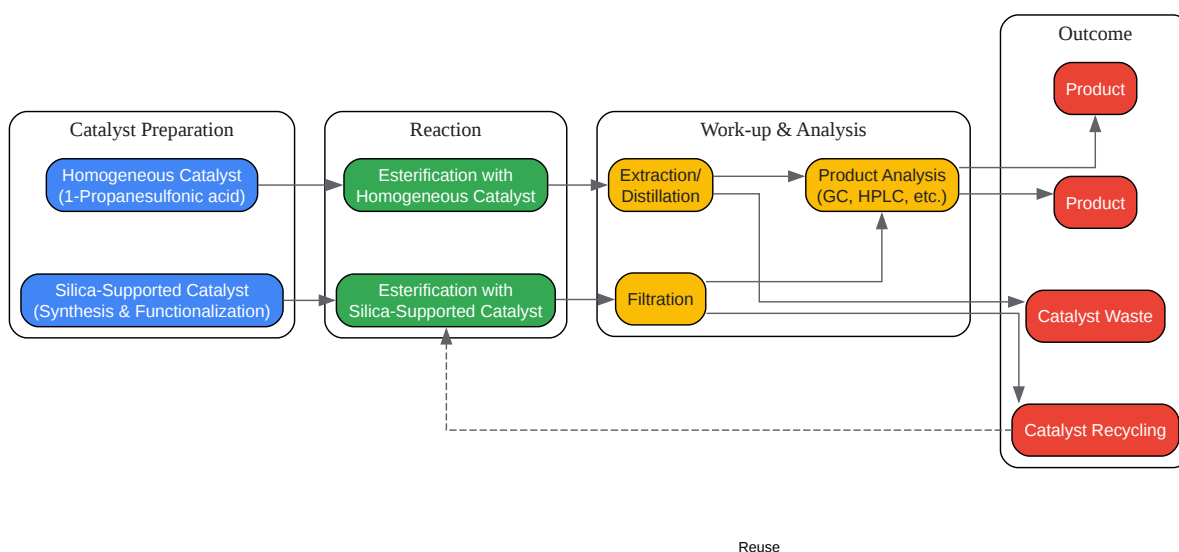 Catalyst Preparation
Homogeneous Catalyst
(1-Propanesulfonic acid)
Silica-Supported Catalyst
(Synthesis & Functionalization)
Reaction
Esterification with
Homogeneous Catalyst
Esterification with
Silica-Supported Catalyst
Work-up & Analysis
Extraction/
Distillation
Product Analysis
(GC, HPLC, etc.)
Filtration
Outcome
Product
Product
Catalyst Waste
Catalyst Recycling
Reuse